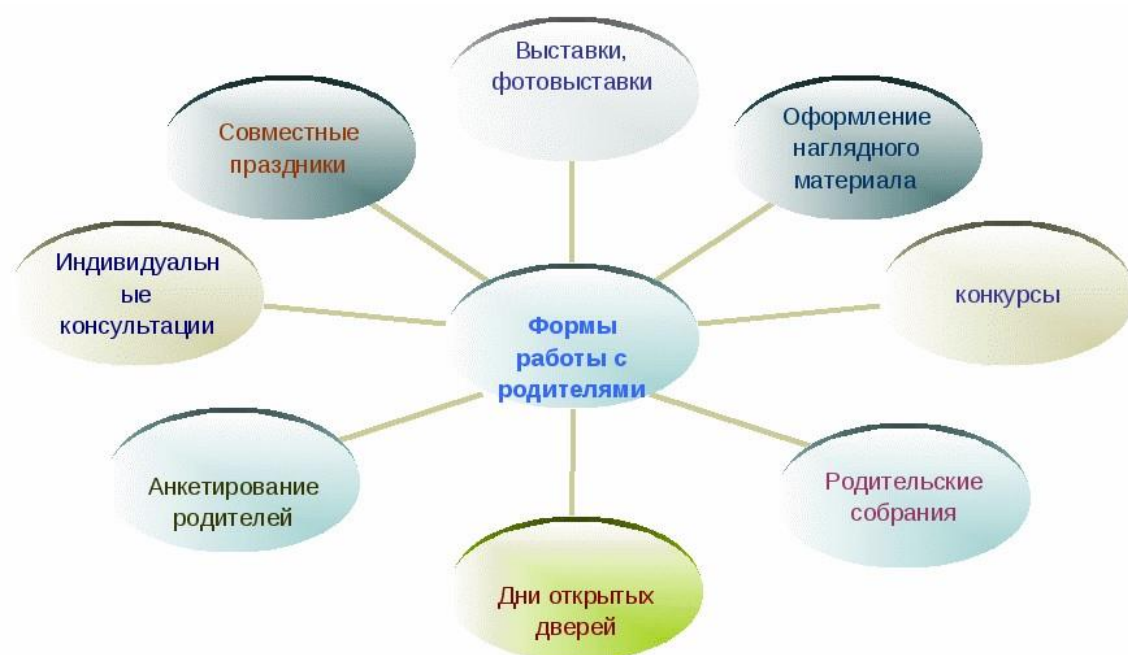 Выставки,
фотовыставки
Совместные
праздники
Оформление
наглядного
материала
Индивидуальн
ые
консультации
конкурсы
Формы
работы с
родителями
Анкетирование
родителей
Родительские
собрания
Дни открытых
дверей